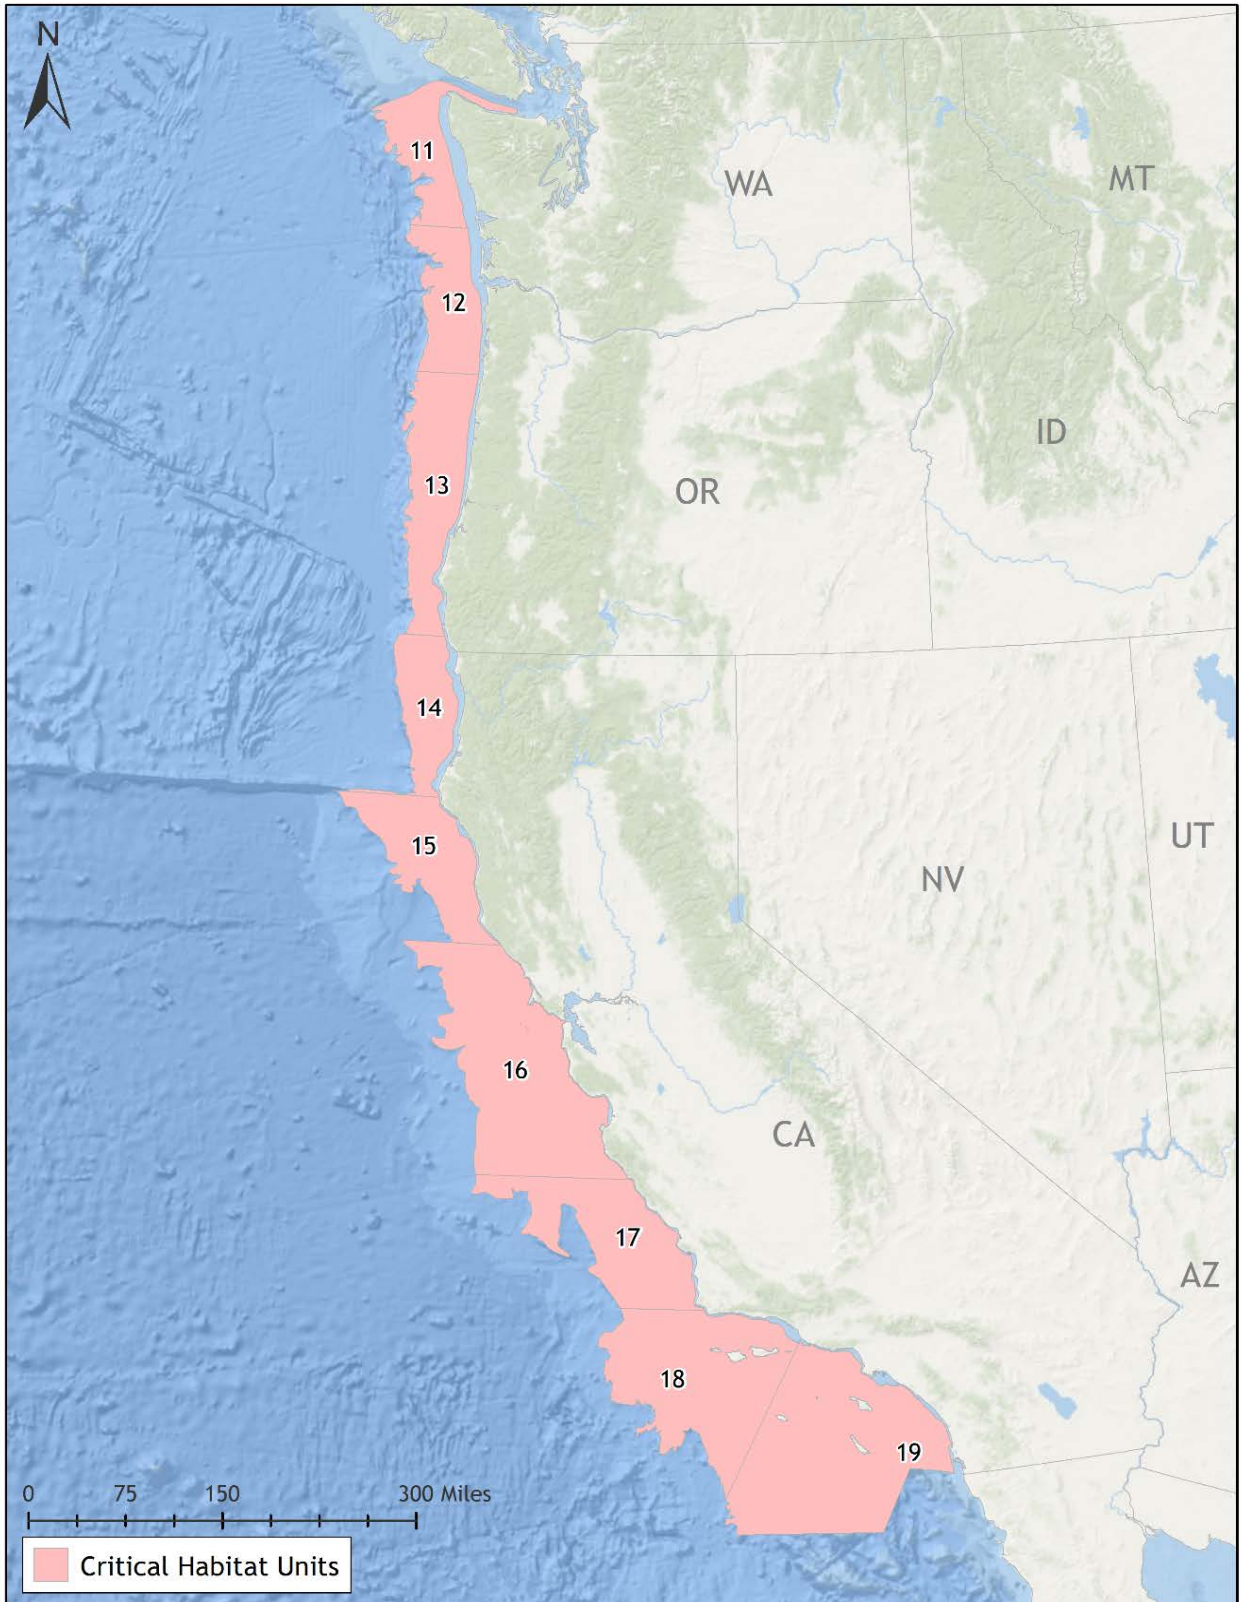 N
11
WA
MT
12
ID
13
OR
14
15
UT
NV
16
CA
17
AZ
18
19
0 75 150 300 Miles
Critical Habitat Units